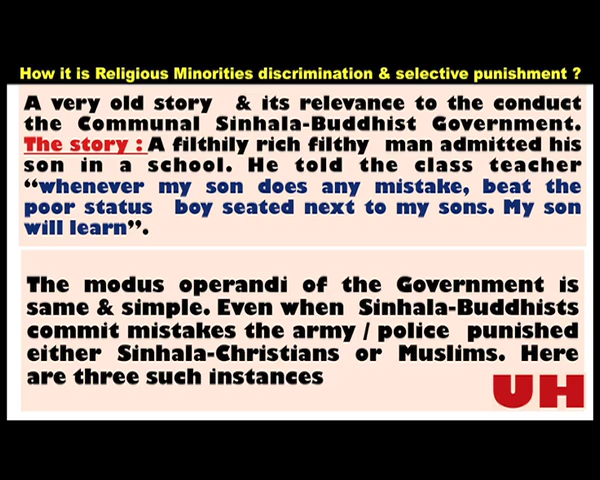 How it is Religious Minorities discrimination & selective punishment ?
A very old story & its relevance to the conduct
the Communal Sinhala-Buddhist Government.
The story : A filthily rich filthy man admitted his
son in a school. He told the class teacher
“whenever my son does any mistake, beat the
poor status boy seated next to my sons. My son
will learn”.
The modus operandi of the Government is
same & simple. Even when Sinhala-Buddhists
commit mistakes the army / police punished
either Sinhala-Christians or Muslims. Here
are three such instances
UH